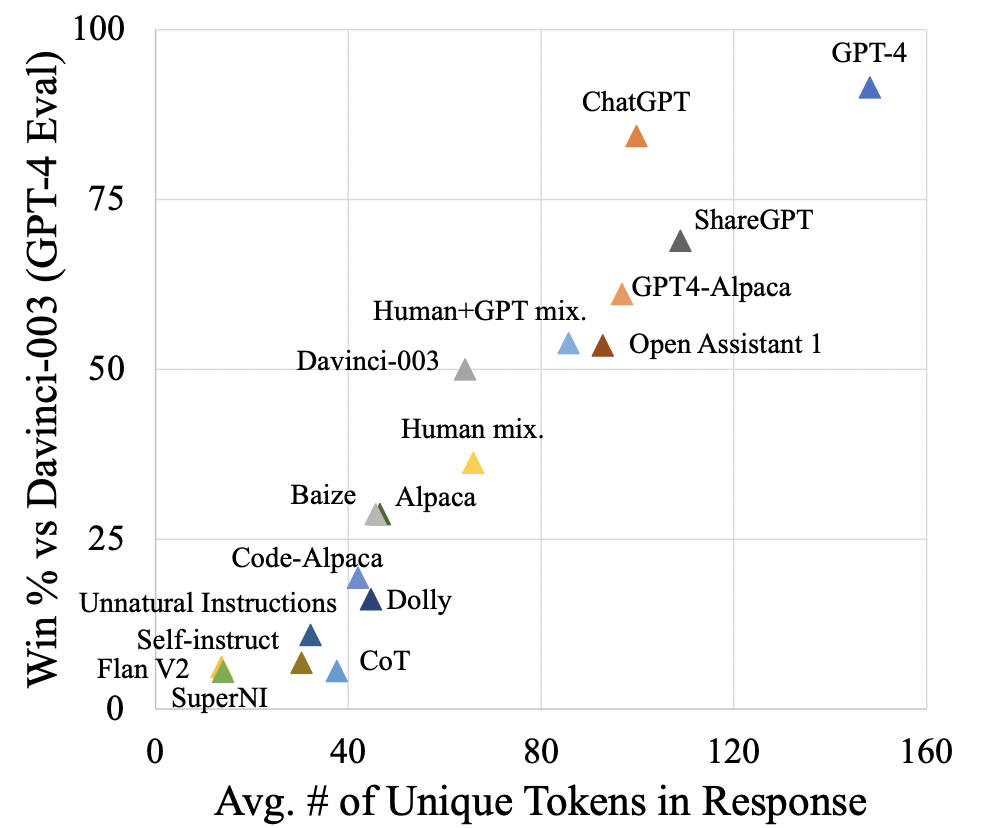 100
GPT-4
ChatGPT
75
ShareGPT
GPT4-Alpaca
Human+GPT mix.
Open Assistant 1
Davinci-003
50
Human mix.
Baize
Alpaca
25
Code-Alpaca
Unnatural Instructions
Dolly
Self-instruct
CoT
Flan V2
SuperNI
0
0 40 80 120 160
Avg. # of Unique Tokens in Response
Win % vs Davinci-003 (GPT-4 Eval)